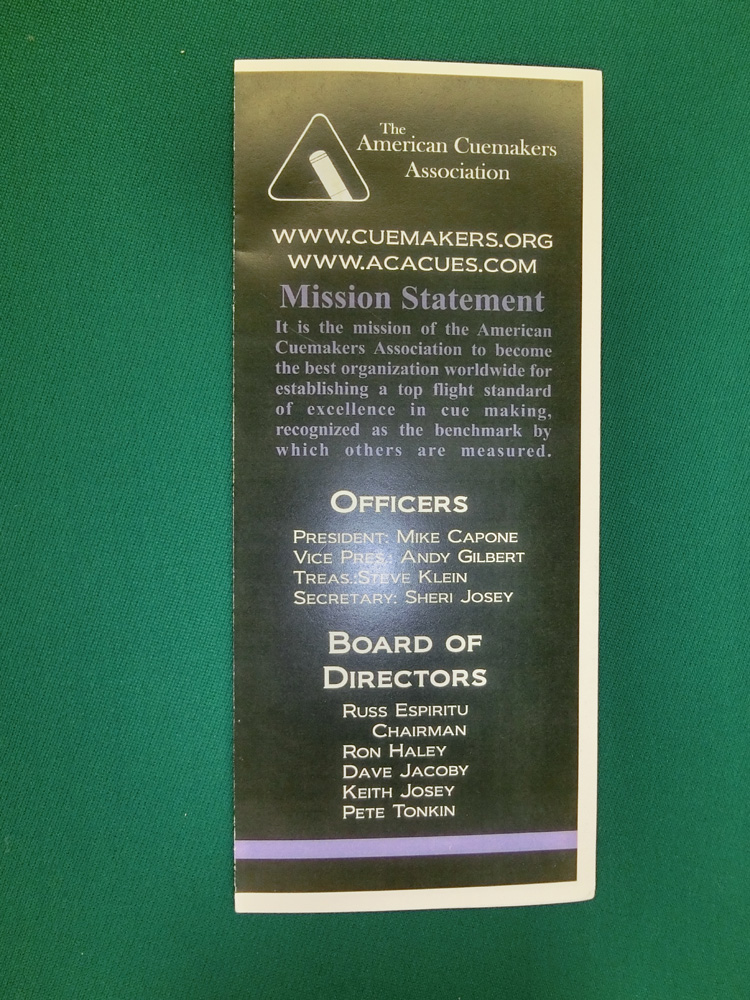 The
American Cuemakers
Association
WWW.CUEMAKERS.ORG
WWW.ACACUES.COM
Mission Statement
It is the mission of the American
Cuemakers Association to become
the best organization worldwide for
establishing a top flight standard
of excellence in cue making,
recognized as the benchmark by
which others are measured.
OFFICERS
PRESIDENT: MIKE CAPONE
VICE PRES.: ANDY GILBERT
TREAS.:STEVE KLEIN
SECRETARY: SHERI JOSEY
BOARD OF
DIRECTORS
RUSS ESPIRITU
CHAIRMAN
RON HALEY
DAVE JACOBY
KEITH JOSEY
PETE TONKIN